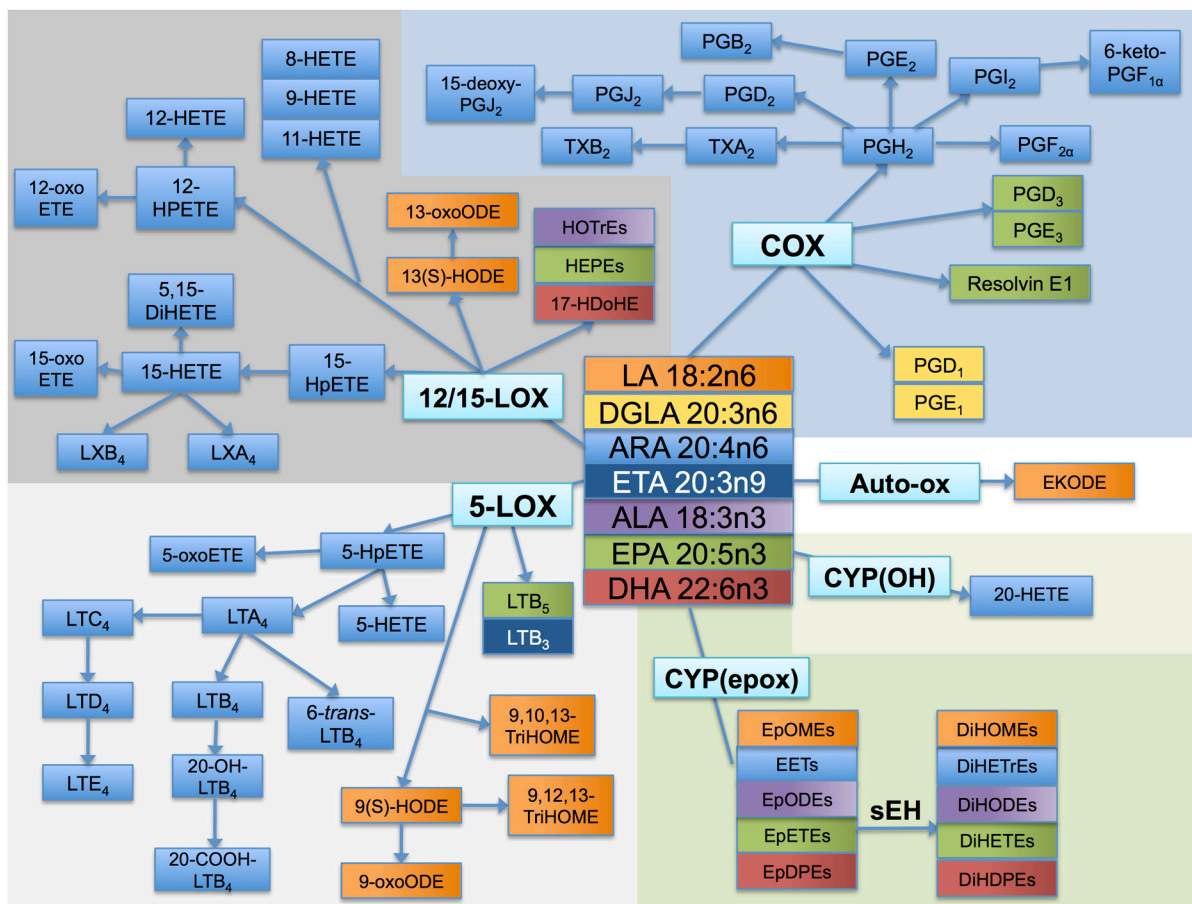 8-HETE
9-HETE
11-HETE
12-HETE
12-oxo
ETE
12-
HPETE
13-oxoODE
13(S)-HODE
HOTrEs
HEPEs
17-HDoHE
5,15-
DiHETE
15-oxo
ETE
15-HETE
15-
HpETE
LXB₄
LXA₄
12/15-LOX
PGB₂
PGE₂
6-keto-
PGF₁α
15-deoxy-
PGJ₂
PGJ₂
PGD₂
PGI₂
TXB₂
TXA₂
PGH₂
PGF₂α
COX
PGD₃
PGE₃
Resolvin E1
PGD₁
PGE₁
LA 18:2n6
DGLA 20:3n6
ARA 20:4n6
ETA 20:3n9
ALA 18:3n3
EPA 20:5n3
DHA 22:6n3
Auto-ox
EKODE
CYP(OH)
20-HETE
5-LOX
5-oxoETE
5-HpETE
LTC₄
LTA₄
5-HETE
LTB₅
LTB₃
LTD₄
LTB₄
6-trans-
LTB₄
LTE₄
20-OH-
LTB₄
20-COOH-
LTB₄
9,10,13-
TriHOME
9(S)-HODE
9,12,13-
TriHOME
9-oxoODE
CYP(epox)
EpOMEs
EETs
EpODEs
EpETEs
EpDPEs
sEH
DiHOMEs
DiHETrEs
DiHODEs
DiHETEs
DiHDPEs